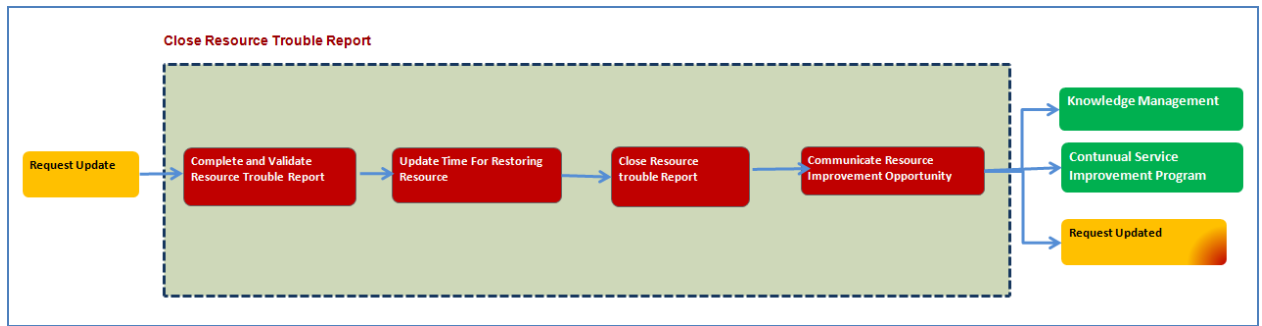 Close Resource Trouble Report
Request Update
Complete and Validate
Resource Trouble Report
Update Time For Restoring
Resource
Close Resource
trouble Report
Communicate Resource
Improvement Opportunity
Knowledge Management
Contunual Service
Improvement Program
Request Updated